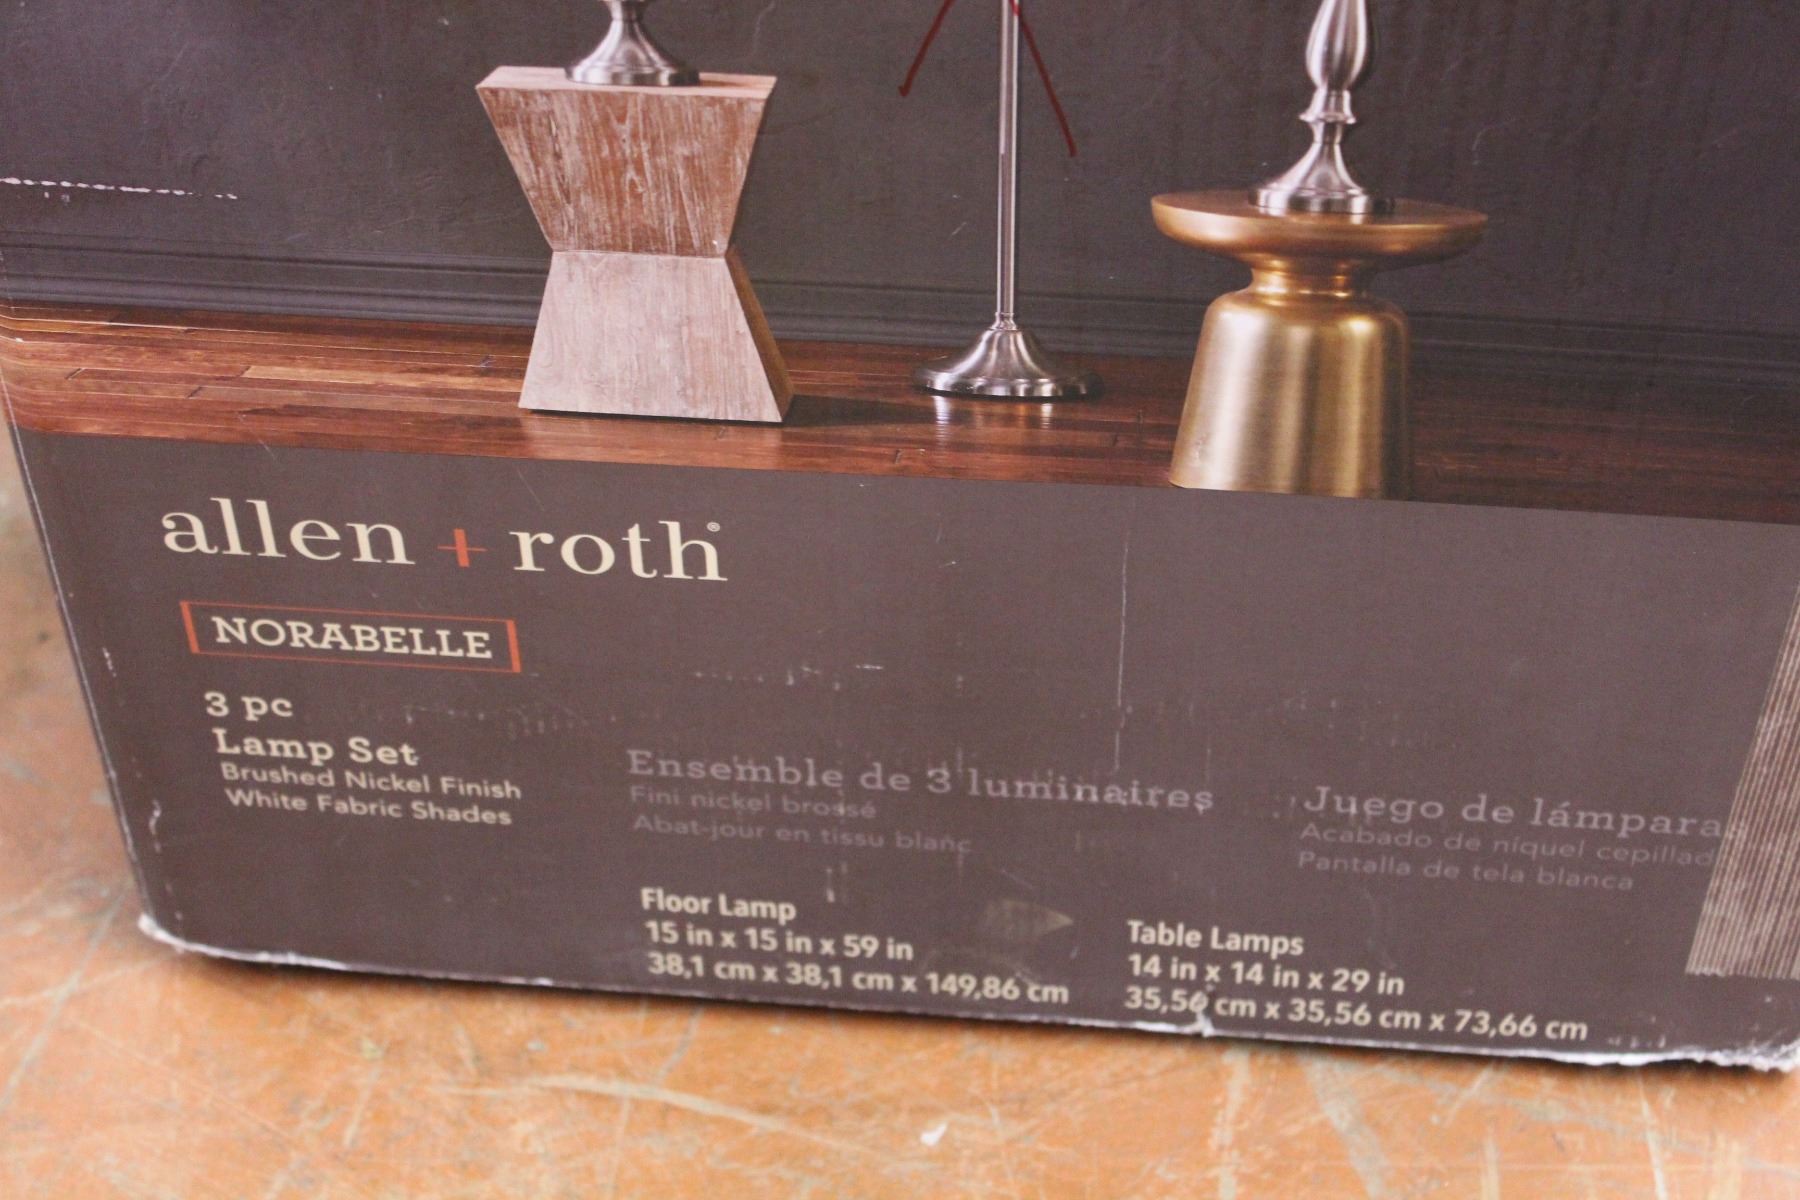 allen + roth®
NORABELLE
3 pc
Lamp Set
Brushed Nickel Finish
White Fabric Shades
Ensemble de 3 luminaires
Fini nickel brossé
Abat-jour en tissu blanc
Juego de lámparas
Acabado de níquel cepillad
Pantalla de tela blanca
Floor Lamp
15 in x 15 in x 59 in
38,1 cm x 38,1 cm x 149,86 cm
Table Lamps
14 in x 14 in x 29 in
35,56 cm x 35,56 cm x 73,66 cm